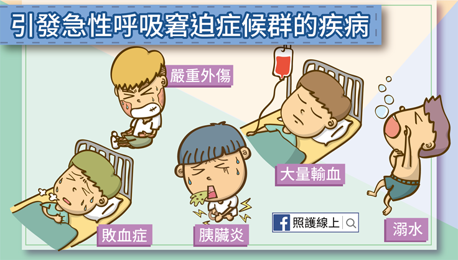 引發急性呼吸窘迫症候群的疾病
嚴重外傷
大量輸血
敗血症
胰臟炎
f 照護線上
溺水